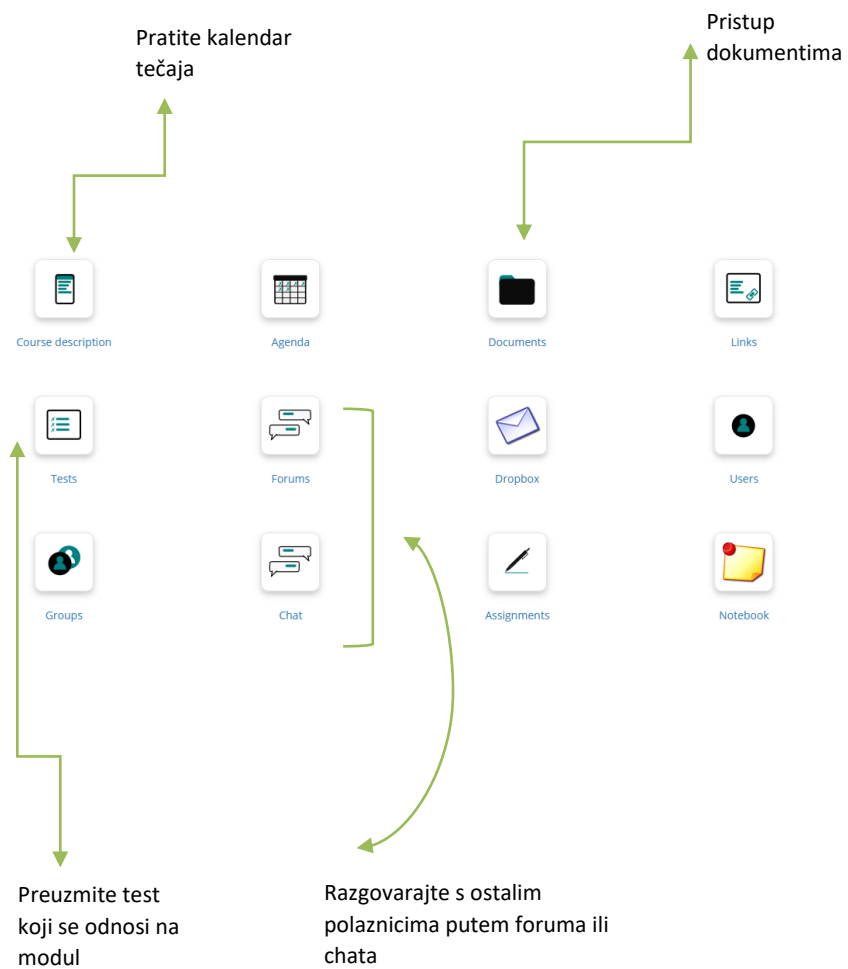 Pratite kalendar
tečaja
Pristup
dokumentima
Course description
Agenda
Documents
Links
Tests
Forums
Dropbox
Users
Groups
Chat
Assignments
Notebook
Preuzmite test
koji se odnosi na
modul
Razgovarajte s ostalim
polaznicima putem foruma ili
chata